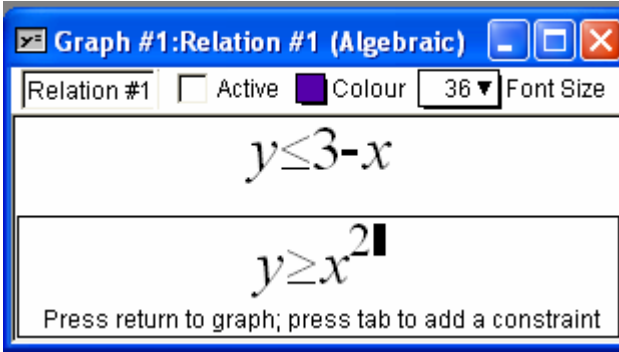 y= Graph #1:Relation #1 (Algebraic)
Relation #1 Active Colour 36 Font Size
y≤3-x
y≥x²
Press return to graph; press tab to add a constraint